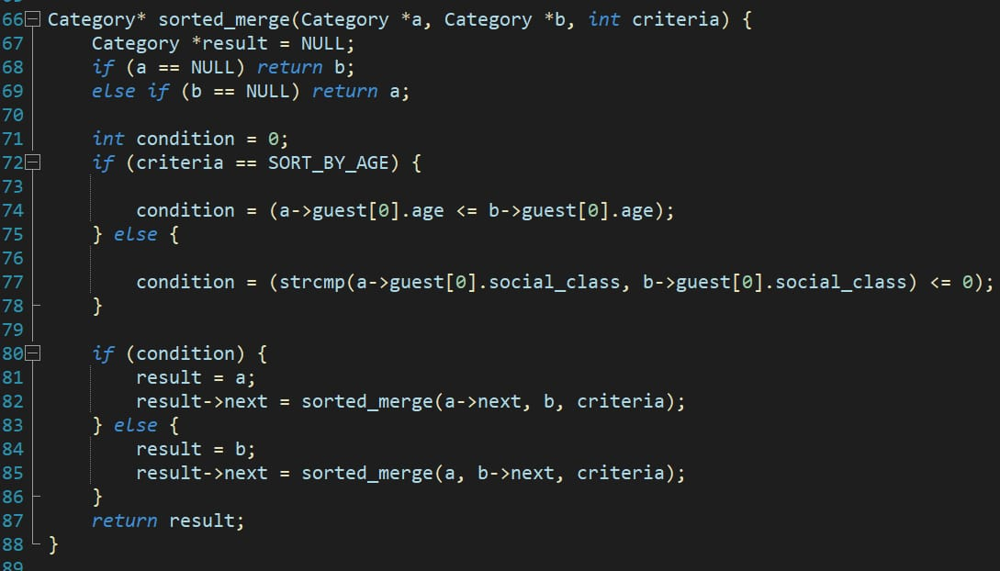 66 Category* sorted_merge(Category *a, Category *b, int criteria) {
67     Category *result = NULL;
68     if (a == NULL) return b;
69     else if (b == NULL) return a;
70
71     int condition = 0;
72     if (criteria == SORT_BY_AGE) {
73
74         condition = (a->guest[0].age <= b->guest[0].age);
75     } else {
76
77         condition = (strcmp(a->guest[0].social_class, b->guest[0].social_class) <= 0);
78     }
79
80     if (condition) {
81         result = a;
82         result->next = sorted_merge(a->next, b, criteria);
83     } else {
84         result = b;
85         result->next = sorted_merge(a, b->next, criteria);
86     }
87     return result;
88 }
89